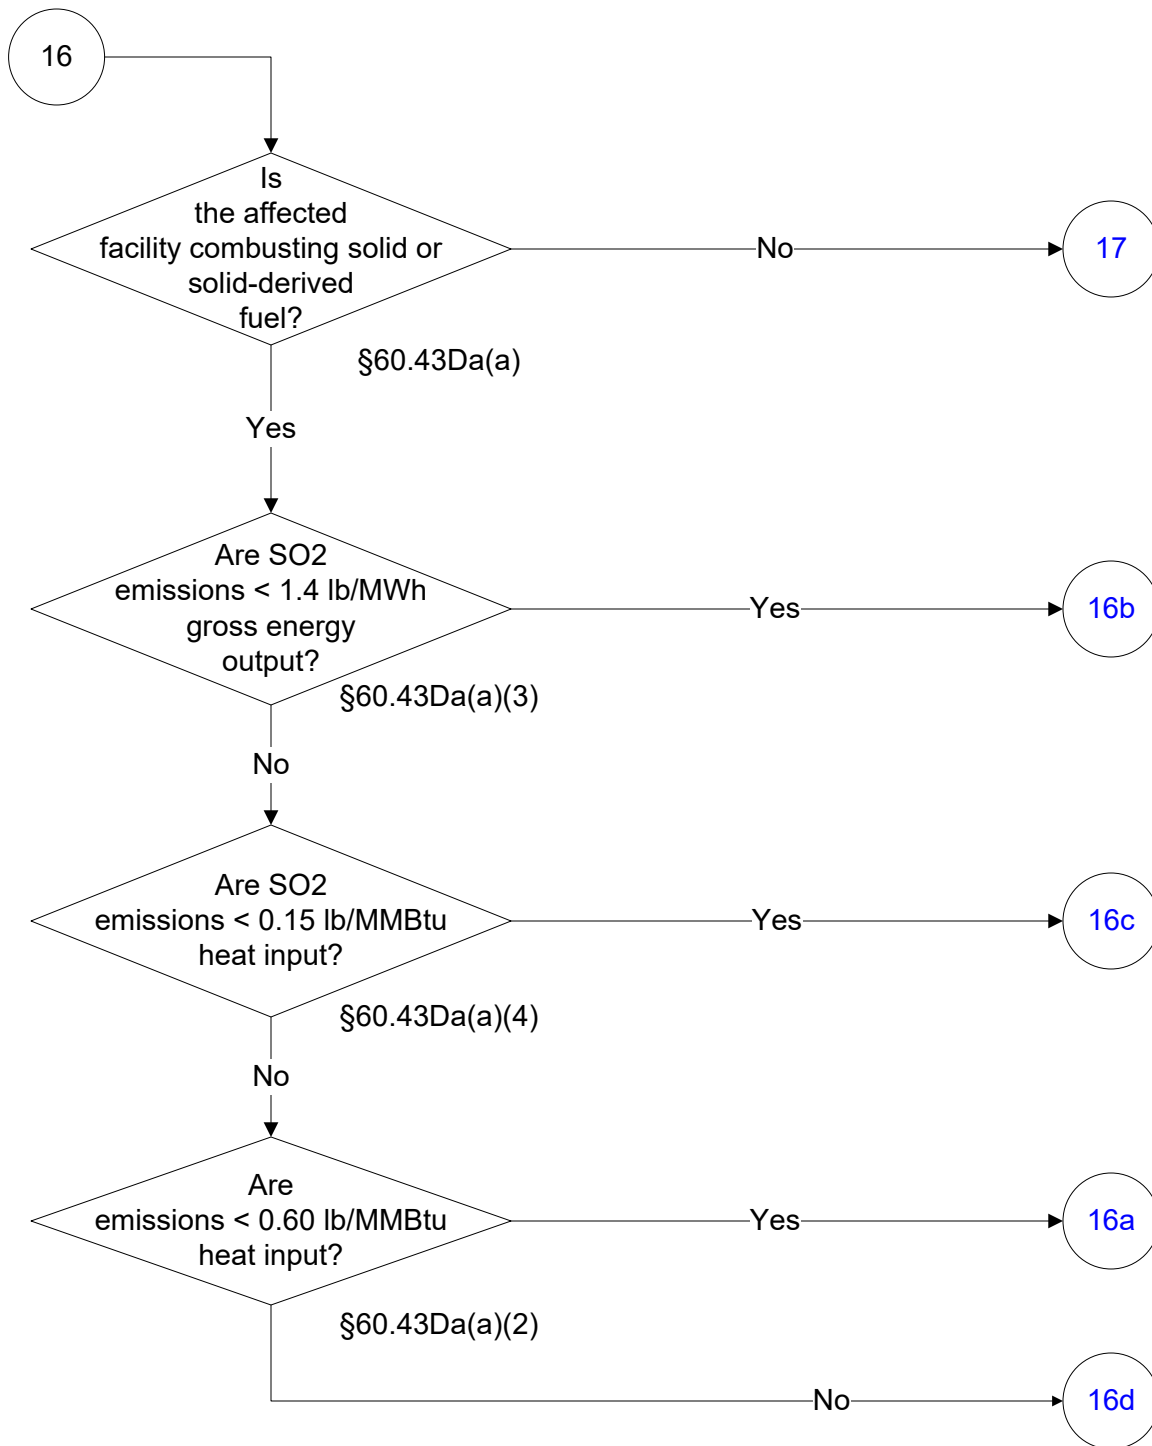 16
Is
the affected
facility combusting solid or
solid-derived
fuel?
No
17
§60.43Da(a)
Yes
Are SO2
emissions < 1.4 lb/MWh
gross energy
output?
Yes
16b
§60.43Da(a)(3)
No
Are SO2
emissions < 0.15 lb/MMBtu
heat input?
Yes
16c
§60.43Da(a)(4)
No
Are
emissions < 0.60 lb/MMBtu
heat input?
Yes
16a
§60.43Da(a)(2)
No
16d